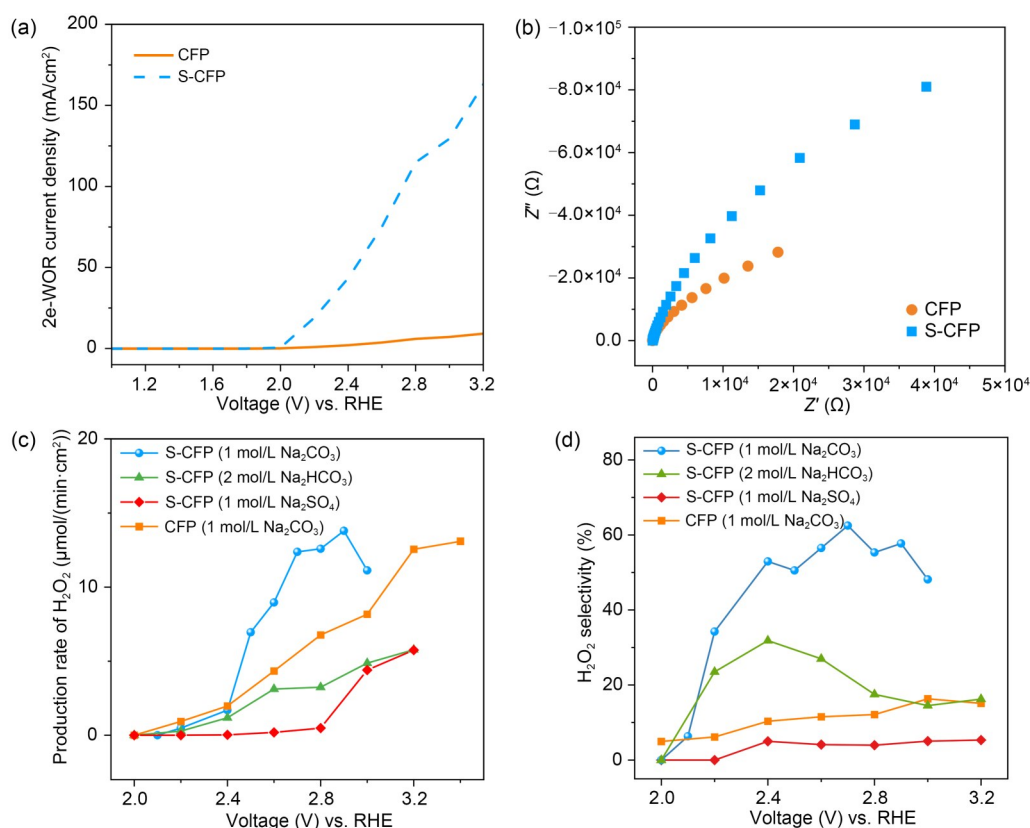 (a)
2e-WOR current density (mA/cm²)
200
150
100
50
0
CFP
S-CFP
1.2 1.6 2.0 2.4 2.8 3.2
Voltage (V) vs. RHE
(b)
Z″ (Ω)
−1.0×10⁵
−8.0×10⁴
−6.0×10⁴
−4.0×10⁴
−2.0×10⁴
0.0
CFP
S-CFP
0 1×10⁴ 2×10⁴ 3×10⁴ 4×10⁴ 5×10⁴
Z′ (Ω)
(c)
Production rate of H₂O₂ (μmol/(min·cm²))
20
10
0
S-CFP (1 mol/L Na₂CO₃)
S-CFP (2 mol/L Na₂HCO₃)
S-CFP (1 mol/L Na₂SO₄)
CFP (1 mol/L Na₂CO₃)
2.0 2.4 2.8 3.2
Voltage (V) vs. RHE
(d)
H₂O₂ selectivity (%)
80
60
40
20
0
S-CFP (1 mol/L Na₂CO₃)
S-CFP (2 mol/L Na₂HCO₃)
S-CFP (1 mol/L Na₂SO₄)
CFP (1 mol/L Na₂CO₃)
2.0 2.4 2.8 3.2
Voltage (V) vs. RHE